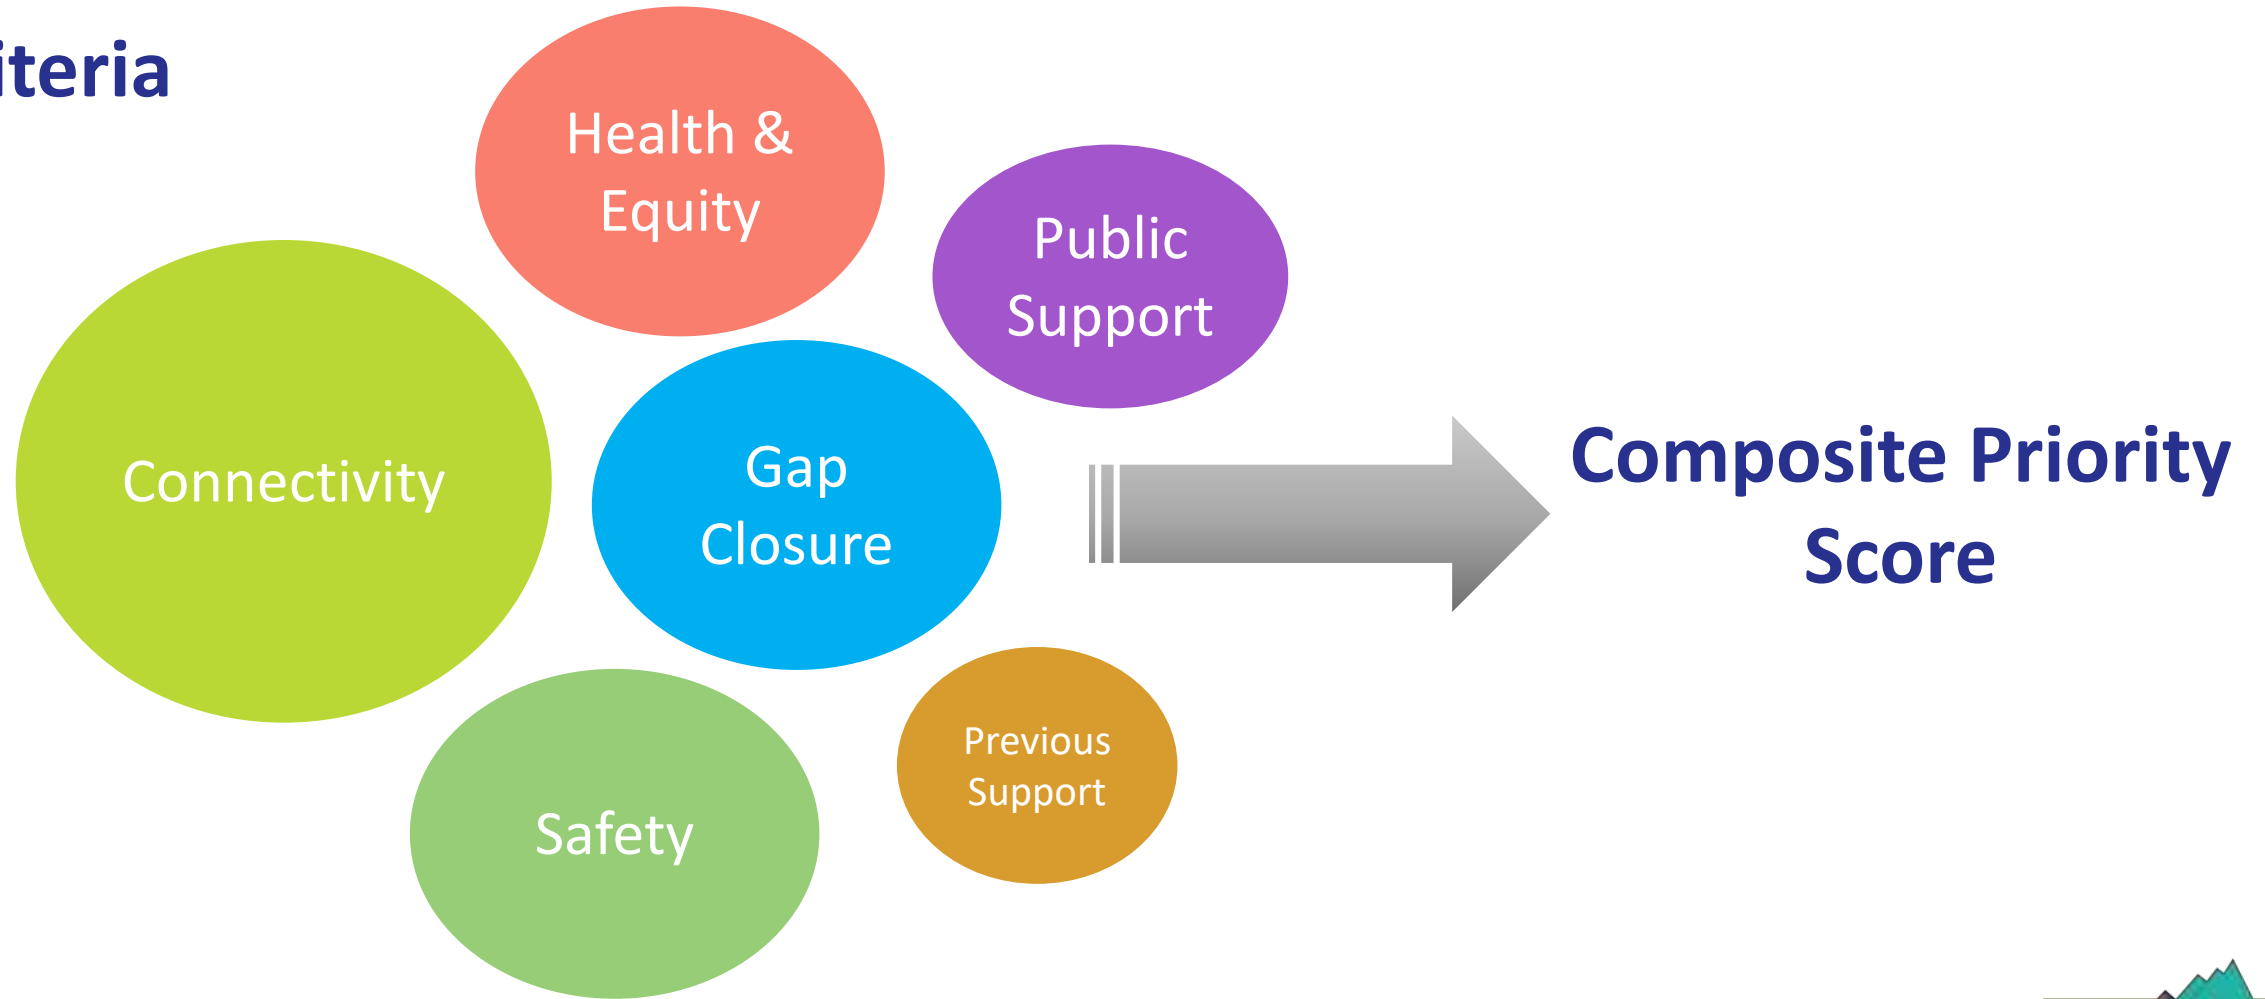 iteria
Health &
Equity
Public
Support
Connectivity
Gap
Closure
Composite Priority
Score
Previous
Support
Safety